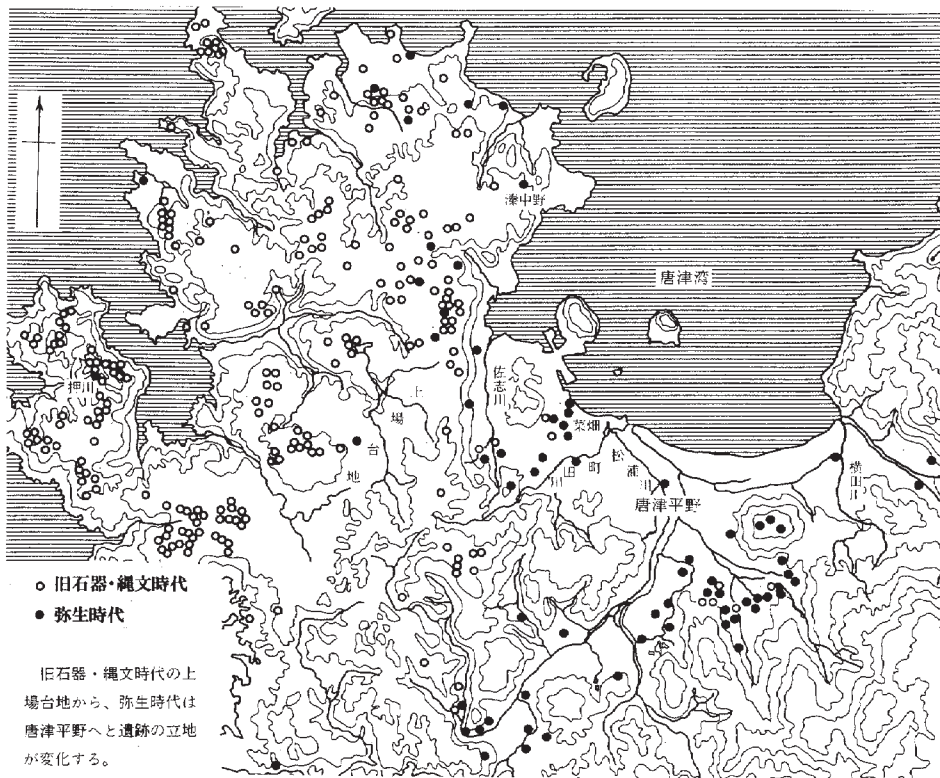 湊中野
唐津湾
佐志川
菜畑
押川
上場台地
町田川
松浦川
唐津平野
横田川
旧石器・縄文時代
弥生時代
旧石器・縄文時代の上
場台地から、弥生時代は
唐津平野へと遺跡の立地
が変化する。